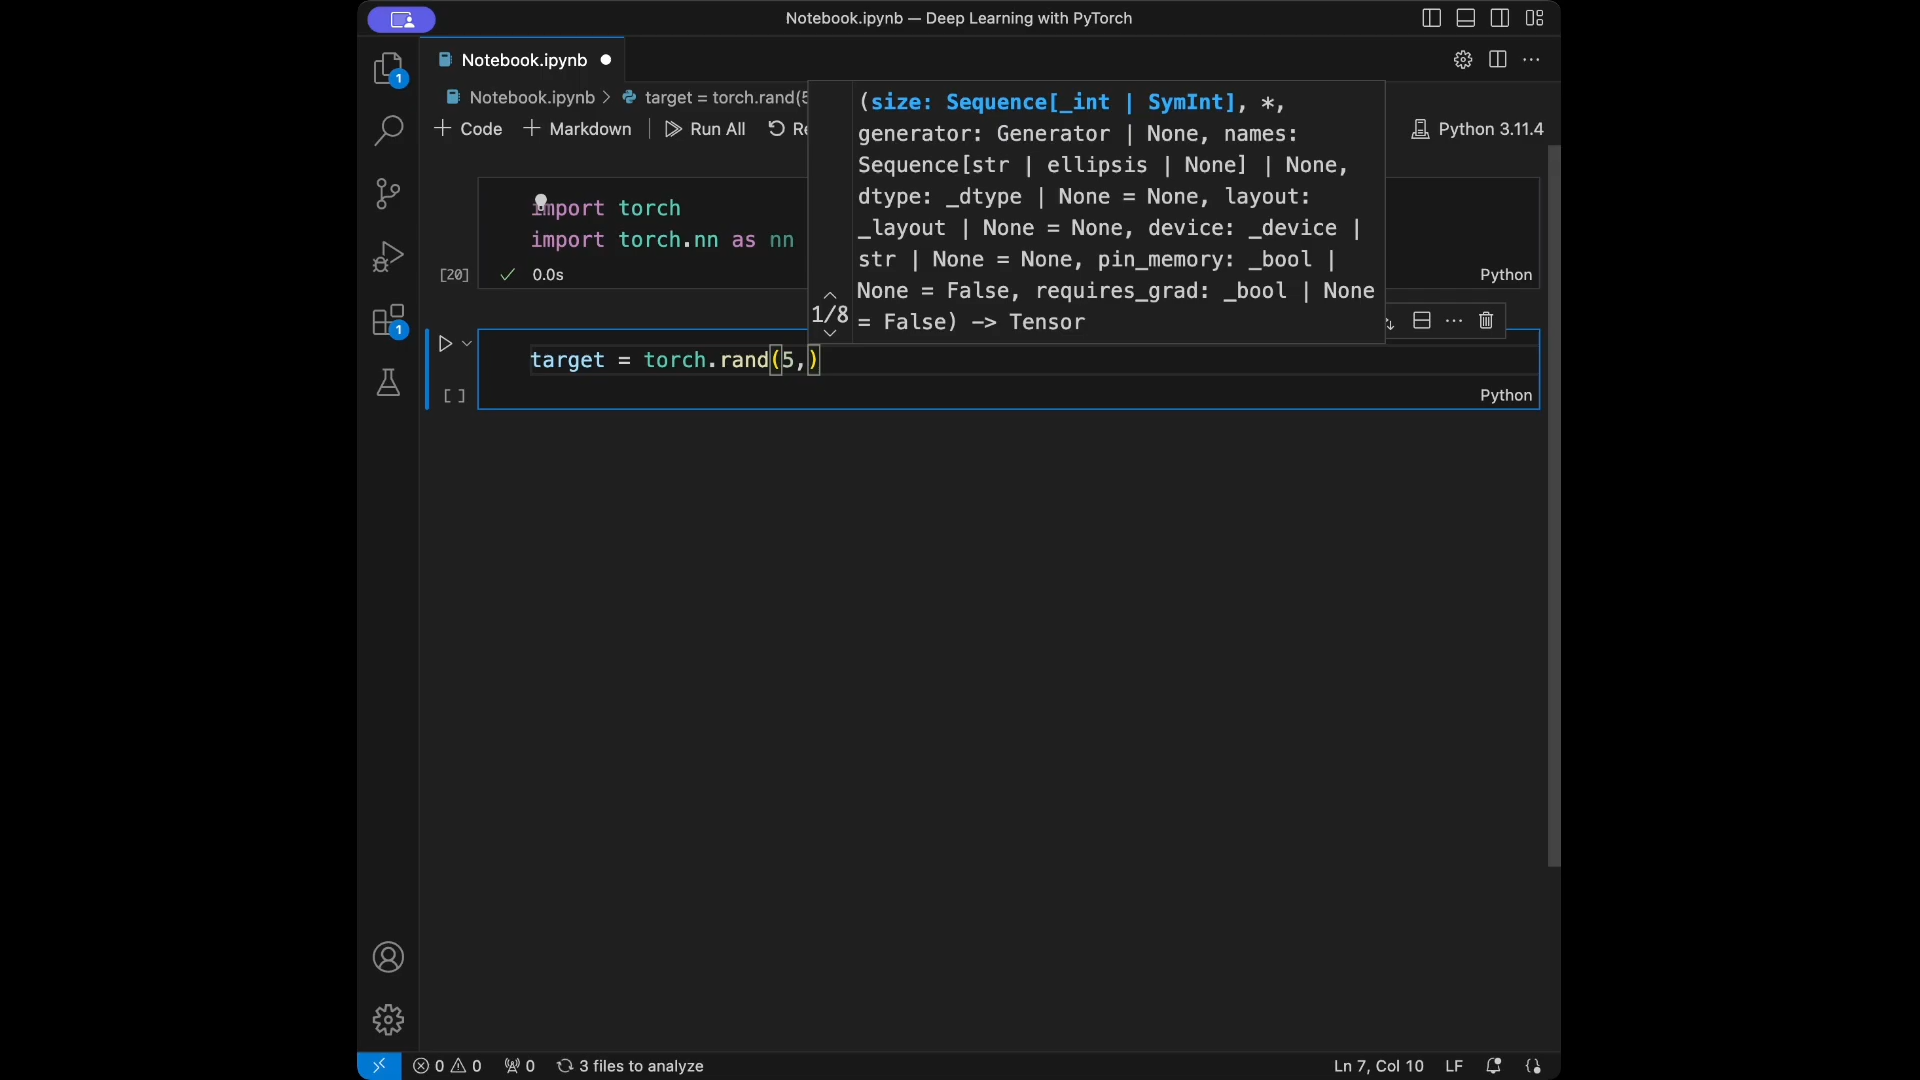 Notebook.ipynb — Deep Learning with PyTorch
Notebook.ipynb
1
Notebook.ipynb > target = torch.rand(5
Code Markdown Run All Re
Python 3.11.4
(size: Sequence[_int | SymInt], *,
generator: Generator | None, names:
Sequence[str | ellipsis | None] | None,
dtype: _dtype | None = None, layout:
_layout | None = None, device: _device |
str | None = None, pin_memory: _bool |
None = False, requires_grad: _bool | None
= False) -> Tensor
1/8
import torch
import torch.nn as nn
[20] 0.0s
Python
1
target = torch.rand(5,)
[ ]
Python
0 0 0 3 files to analyze
Ln 7, Col 10 LF